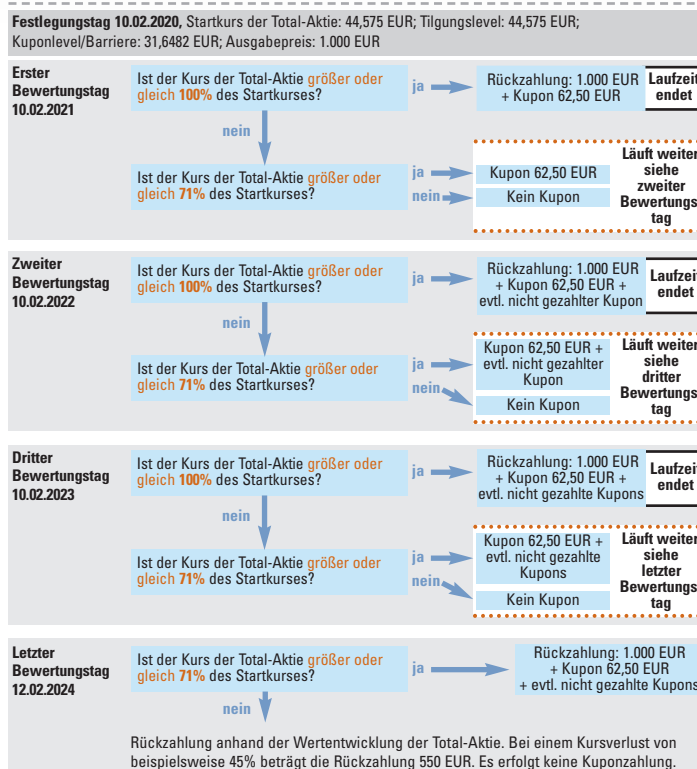 Festlegungstag 10.02.2020, Startkurs der Total-Aktie: 44,575 EUR; Tilgungslevel: 44,575 EUR;
Kuponlevel/Barriere: 31,6482 EUR; Ausgabepreis: 1.000 EUR
Erster
Bewertungstag
10.02.2021
Ist der Kurs der Total-Aktie größer oder
gleich 100% des Startkurses?
ja
Rückzahlung: 1.000 EUR
+ Kupon 62,50 EUR
Laufzeit
endet
nein
Ist der Kurs der Total-Aktie größer oder
gleich 71% des Startkurses?
ja
Kupon 62,50 EUR
nein
Kein Kupon
Läuft weiter
siehe
zweiter
Bewertungs
tag
Zweiter
Bewertungstag
10.02.2022
Ist der Kurs der Total-Aktie größer oder
gleich 100% des Startkurses?
ja
Rückzahlung: 1.000 EUR
+ Kupon 62,50 EUR +
evtl. nicht gezahlter Kupon
Laufzeit
endet
nein
Ist der Kurs der Total-Aktie größer oder
gleich 71% des Startkurses?
ja
Kupon 62,50 EUR +
evtl. nicht gezahlter
Kupon
nein
Kein Kupon
Läuft weiter
siehe
dritter
Bewertungs
tag
Dritter
Bewertungstag
10.02.2023
Ist der Kurs der Total-Aktie größer oder
gleich 100% des Startkurses?
ja
Rückzahlung: 1.000 EUR
+ Kupon 62,50 EUR +
evtl. nicht gezahlte Kupons
Laufzeit
endet
nein
Ist der Kurs der Total-Aktie größer oder
gleich 71% des Startkurses?
ja
Kupon 62,50 EUR +
evtl. nicht gezahlte
Kupons
nein
Kein Kupon
Läuft weiter
siehe
letzter
Bewertungs
tag
Letzter
Bewertungstag
12.02.2024
Ist der Kurs der Total-Aktie größer oder
gleich 71% des Startkurses?
ja
Rückzahlung: 1.000 EUR
+ Kupon 62,50 EUR
+ evtl. nicht gezahlte Kupons
nein
Rückzahlung anhand der Wertentwicklung der Total-Aktie. Bei einem Kursverlust von
beispielsweise 45% beträgt die Rückzahlung 550 EUR. Es erfolgt keine Kuponzahlung.